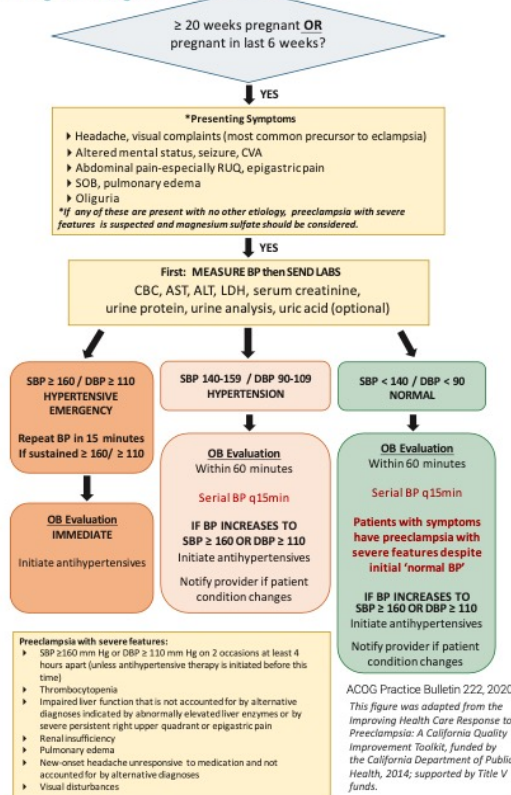 ≥ 20 weeks pregnant OR
pregnant in last 6 weeks?
YES
*Presenting Symptoms
Headache, visual complaints (most common precursor to eclampsia)
Altered mental status, seizure, CVA
Abdominal pain-especially RUQ, epigastric pain
SOB, pulmonary edema
Oliguria
*If any of these are present with no other etiology, preeclampsia with severe
features is suspected and magnesium sulfate should be considered.
YES
First: MEASURE BP then SEND LABS
CBC, AST, ALT, LDH, serum creatinine,
urine protein, urine analysis, uric acid (optional)
SBP ≥ 160 / DBP ≥ 110
HYPERTENSIVE
EMERGENCY
Repeat BP in 15 minutes
If sustained ≥ 160/ ≥ 110
OB Evaluation
IMMEDIATE
Initiate antihypertensives
SBP 140-159 / DBP 90-109
HYPERTENSION
OB Evaluation
Within 60 minutes
Serial BP q15min
IF BP INCREASES TO
SBP ≥ 160 OR DBP ≥ 110
Initiate antihypertensives
Notify provider if patient
condition changes
SBP < 140 / DBP < 90
NORMAL
OB Evaluation
Within 60 minutes
Serial BP q15min
Patients with symptoms
have preeclampsia with
severe features despite
initial 'normal BP'
IF BP INCREASES TO
SBP ≥ 160 OR DBP ≥ 110
Initiate antihypertensives
Notify provider if patient
condition changes
Preeclampsia with severe features:
SBP ≥160 mm Hg or DBP ≥ 110 mm Hg on 2 occasions at least 4
hours apart (unless antihypertensive therapy is initiated before this
time)
Thrombocytopenia
Impaired liver function that is not accounted for by alternative
diagnoses indicated by abnormally elevated liver enzymes or by
severe persistent right upper quadrant or epigastric pain
Renal insufficiency
Pulmonary edema
New-onset headache unresponsive to medication and not
accounted for by alternative diagnoses
Visual disturbances
ACOG Practice Bulletin 222, 2020
This figure was adapted from the
Improving Health Care Response to
Preeclampsia: A California Quality
Improvement Toolkit, funded by
the California Department of Public
Health, 2014; supported by Title V
funds.